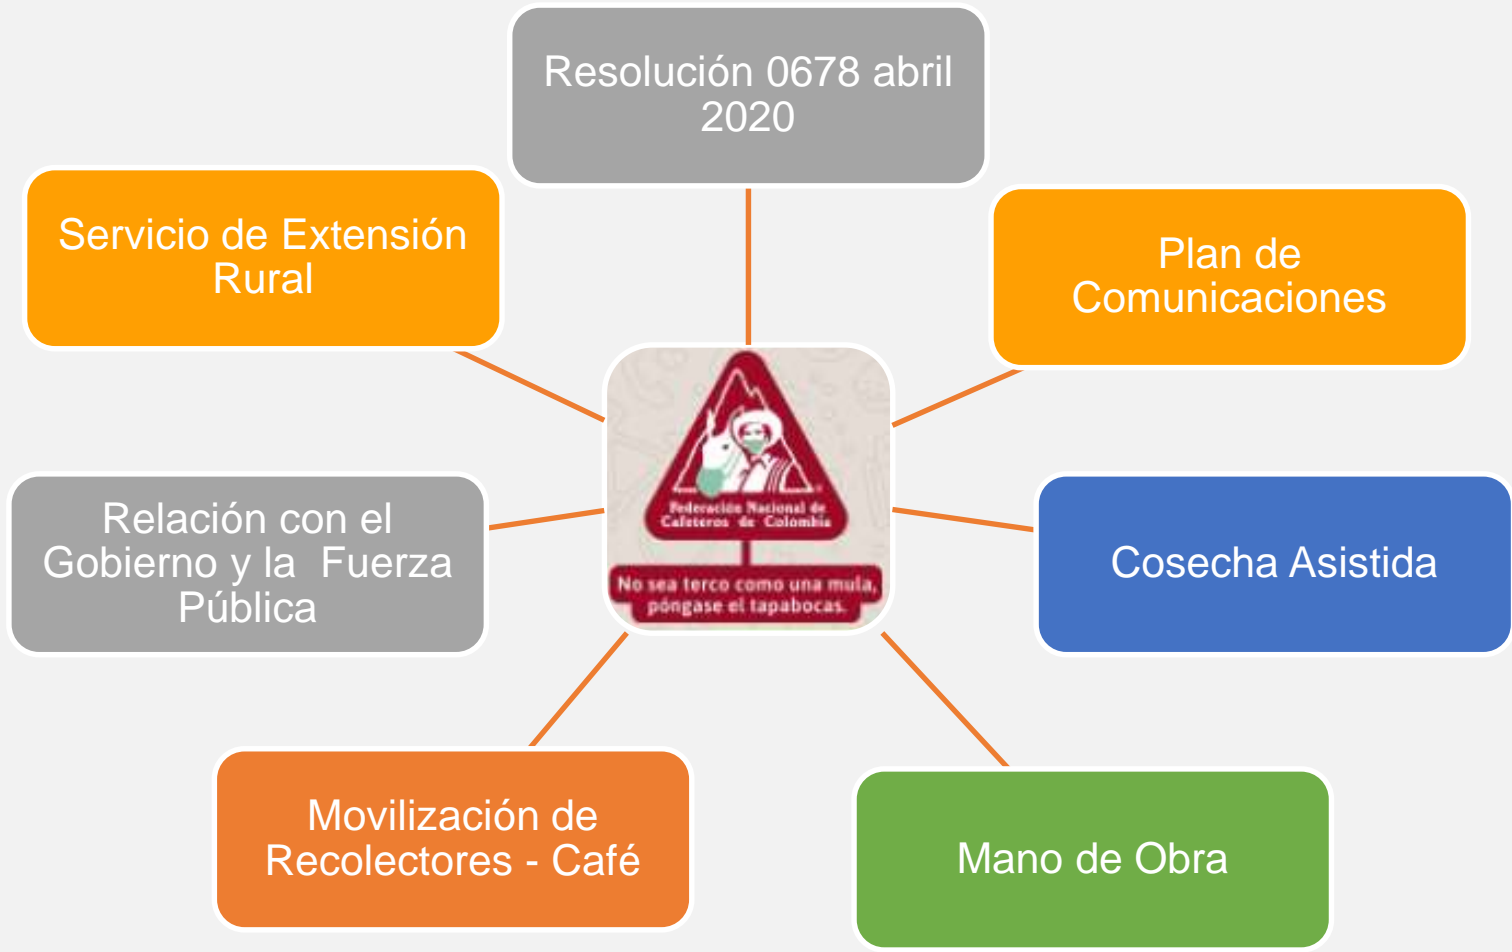 Resolución 0678 abril
2020
Servicio de Extensión
Rural
Plan de
Comunicaciones
Federación Nacional de
Cafeteros de Colombia
No sea terco como una mula,
póngase el tapabocas.
Relación con el
Gobierno y la Fuerza
Pública
Cosecha Asistida
Movilización de
Recolectores - Café
Mano de Obra